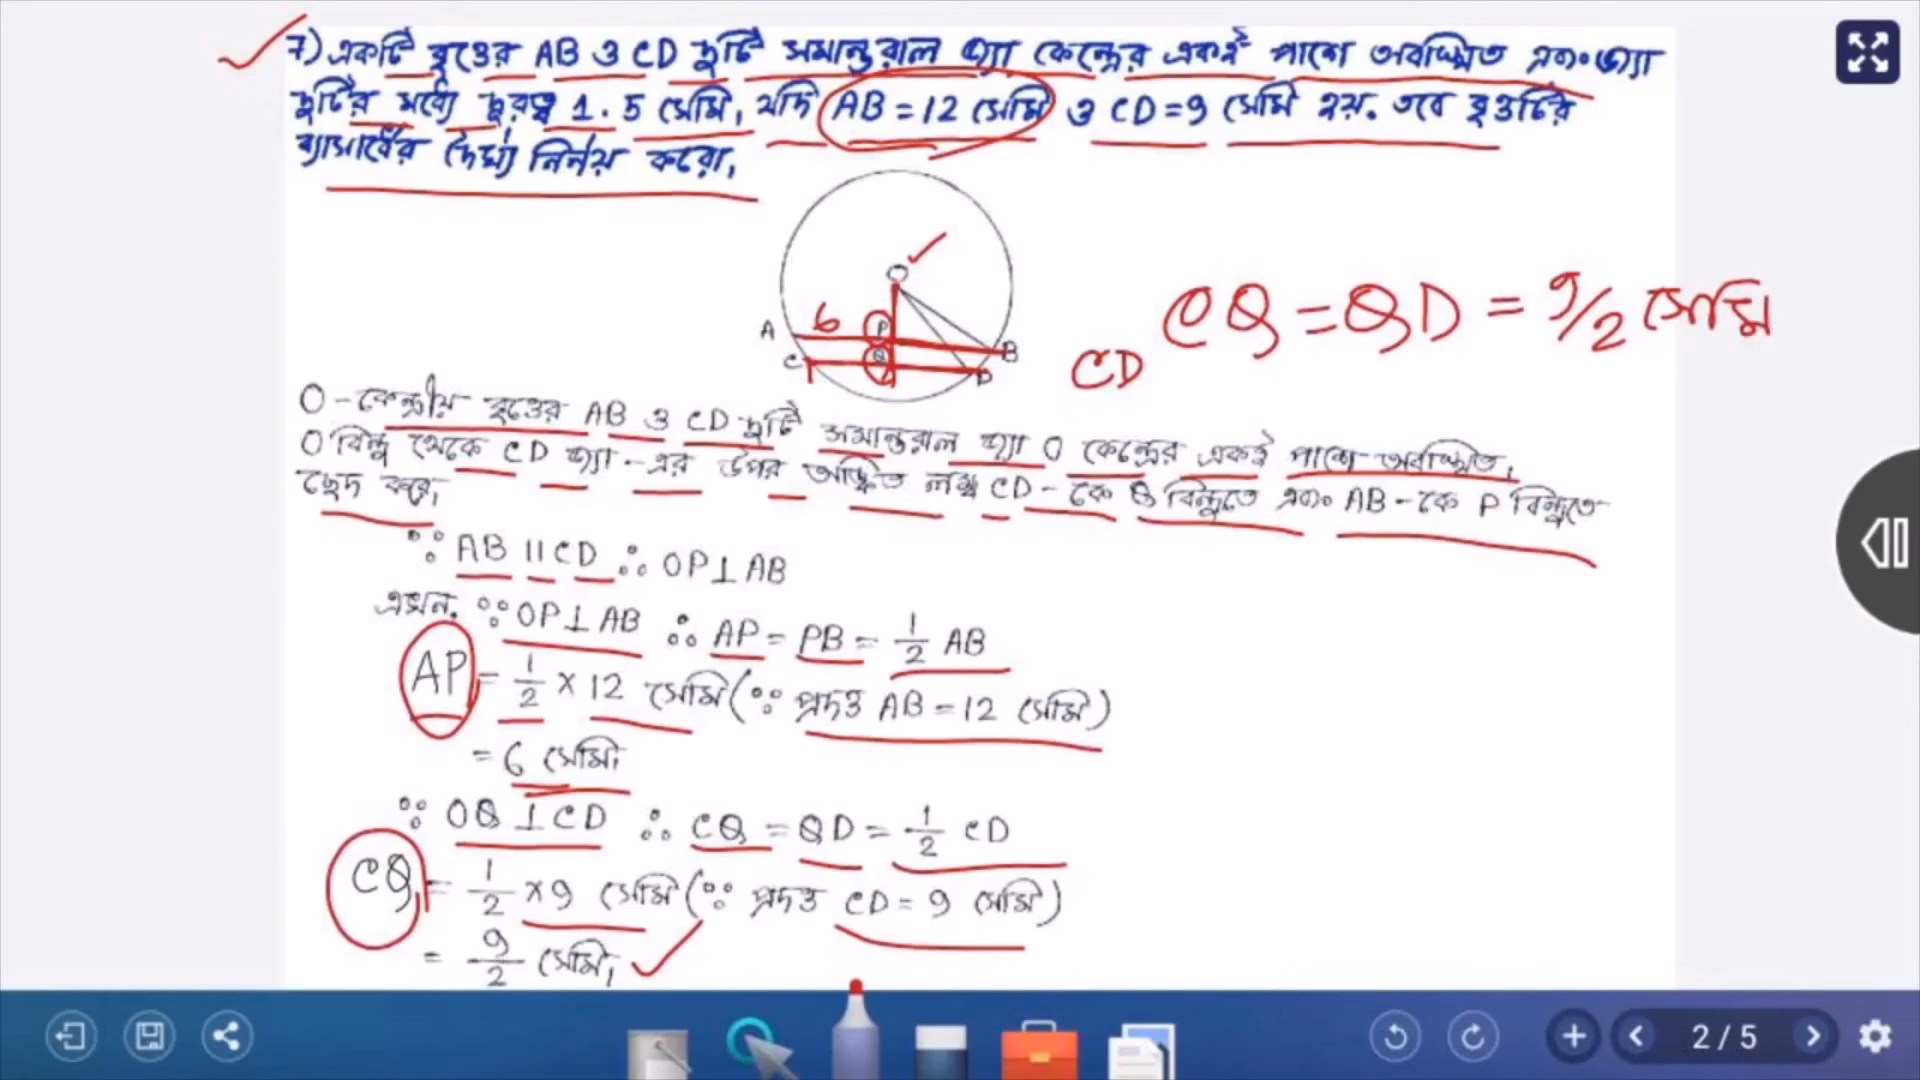 7) একটি বৃত্তের AB ও CD দুটি সমান্তরাল জ্যা কেন্দ্রের একই পাশে অবস্থিত এবং জ্যা
দুটির মধ্যে দূরত্ব 1.5 সেমি, যদি AB = 12 সেমি ও CD = 9 সেমি হয়. তবে বৃত্তটির
ব্যাসার্ধের দৈর্ঘ্য নির্ণয় করো,
O
A 6 P B
C Q D
CQ = QD = 9/2 সেমি
CD
O - কেন্দ্রীয় বৃত্তের AB ও CD দুটি সমান্তরাল জ্যা O কেন্দ্রের একই পাশে অবস্থিত,
O বিন্দু থেকে CD জ্যা - এর উপর অঙ্কিত লম্ব CD - কে Q বিন্দুতে এবং AB - কে P বিন্দুতে
ছেদ করে,
∵ AB || CD ∴ OP⊥AB
এখন. ∵ OP⊥AB ∴ AP = PB = 1/2 AB
AP = 1/2 × 12 সেমি (∵ প্রদত্ত AB = 12 সেমি)
= 6 সেমি,
∵ OQ⊥CD ∴ CQ = QD = 1/2 CD
CQ = 1/2 × 9 সেমি (∵ প্রদত্ত CD = 9 সেমি)
= 9/2 সেমি,
2 / 5